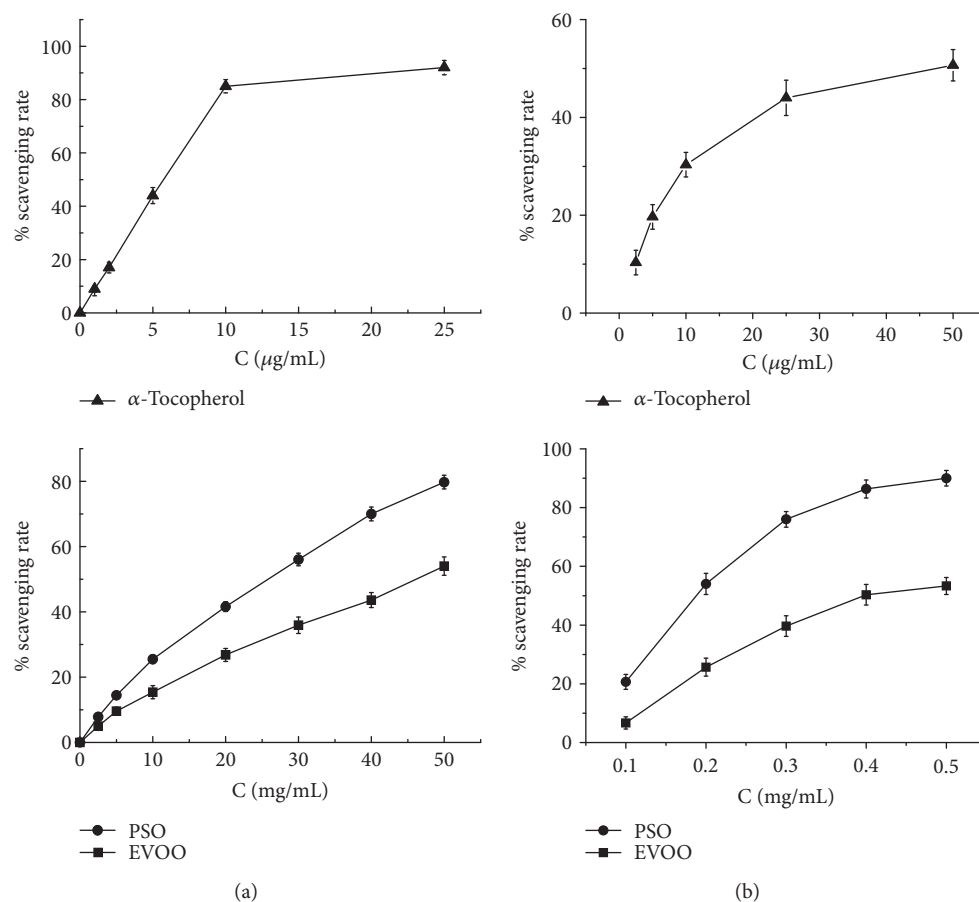 100
80
60
40
20
0
% scavenging rate
0 5 10 15 20 25
C (μg/mL)
α-Tocopherol
60
40
20
0
% scavenging rate
0 10 20 30 40 50
C (μg/mL)
α-Tocopherol
80
60
40
20
0
% scavenging rate
0 10 20 30 40 50
C (mg/mL)
PSO
EVOO
(a)
100
80
60
40
20
0
% scavenging rate
0.1 0.2 0.3 0.4 0.5
C (mg/mL)
PSO
EVOO
(b)